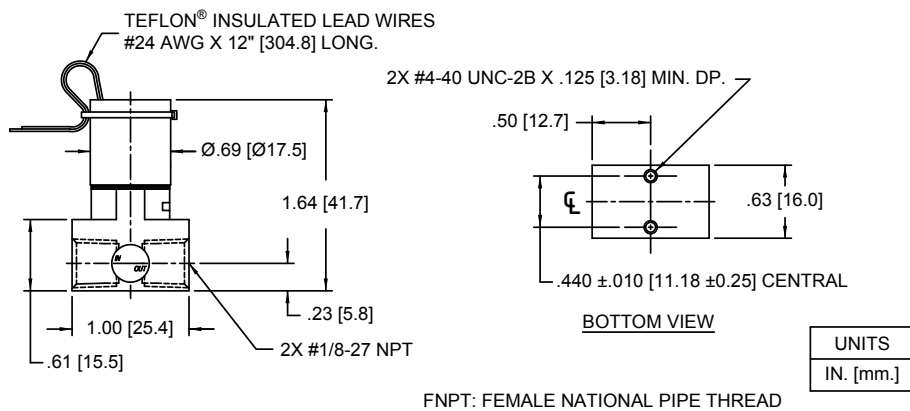 TEFLON® INSULATED LEAD WIRES
#24 AWG X 12" [304.8] LONG.
2X #4-40 UNC-2B X .125 [3.18] MIN. DP.
.50 [12.7]
Ø.69 [Ø17.5]
1.64 [41.7]
℄
.63 [16.0]
IN
OUT
.440 ±.010 [11.18 ±0.25] CENTRAL
.23 [5.8]
1.00 [25.4]
BOTTOM VIEW
2X #1/8-27 NPT
.61 [15.5]
UNITS
IN. [mm.]
FNPT: FEMALE NATIONAL PIPE THREAD